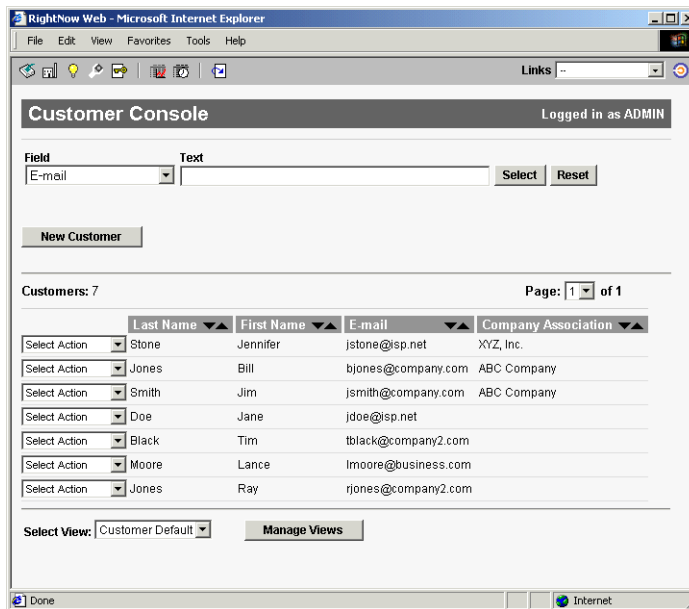 RightNow Web - Microsoft Internet Explorer
File Edit View Favorites Tools Help
Links --
Customer Console Logged in as ADMIN
Field Text
E-mail Select Reset
New Customer
Customers: 7 Page: 1 of 1
Last Name First Name E-mail Company Association
Select Action Stone Jennifer jstone@isp.net XYZ, Inc.
Select Action Jones Bill bjones@company.com ABC Company
Select Action Smith Jim jsmith@company.com ABC Company
Select Action Doe Jane jdoe@isp.net
Select Action Black Tim tblack@company2.com
Select Action Moore Lance lmoore@business.com
Select Action Jones Ray rjones@company2.com
Select View: Customer Default Manage Views
Done Internet